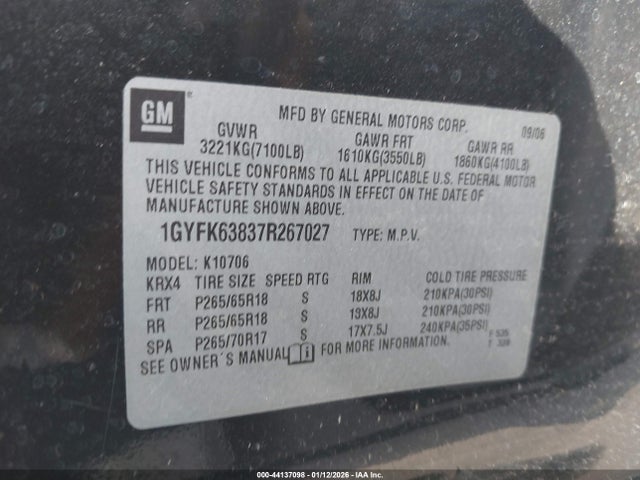 GM
MFD BY GENERAL MOTORS CORP. 09/06
GVWR GAWR FRT GAWR RR
3221KG(7100LB) 1610KG(3550LB) 1860KG(4100LB)
THIS VEHICLE CONFORMS TO ALL APPLICABLE U.S. FEDERAL MOTOR
VEHICLE SAFETY STANDARDS IN EFFECT ON THE DATE OF
MANUFACTURE SHOWN ABOVE.
1GYFK63837R267027 TYPE: M.P.V.
MODEL: K10706
KRX4 TIRE SIZE SPEED RTG RIM COLD TIRE PRESSURE
FRT P265/65R18 S 18X8J 210KPA(30PSI)
RR P265/65R18 S 18X8J 210KPA(30PSI)
SPA P265/70R17 S 17X7.5J 240KPA(35PSI)
SEE OWNER´S MANUAL i FOR MORE INFORMATION. F 535
T 339
000-44137098 - 01/12/2026 - IAA Inc.